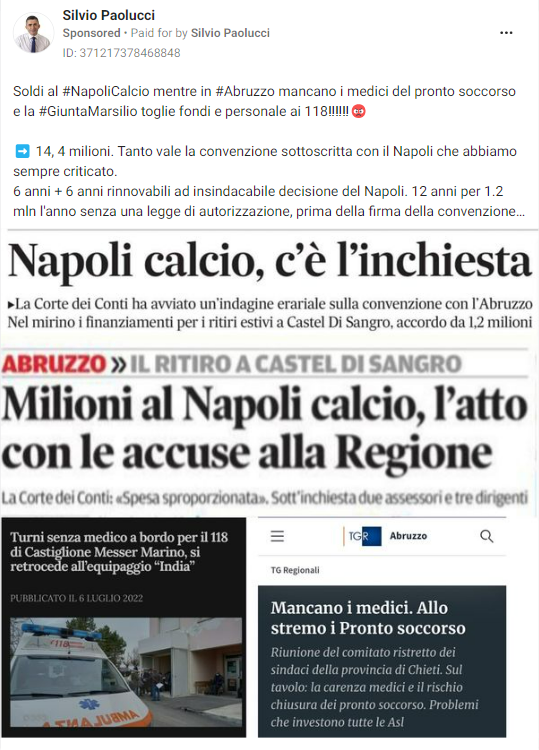 Silvio Paolucci
Sponsored • Paid for by Silvio Paolucci
ID: 371217378468848
Soldi al #NapoliCalcio mentre in #Abruzzo mancano i medici del pronto soccorso
e la #GiuntaMarsilio toglie fondi e personale ai 118!!!!!! 😡
➡️ 14, 4 milioni. Tanto vale la convenzione sottoscritta con il Napoli che abbiamo
sempre criticato.
6 anni + 6 anni rinnovabili ad insindacabile decisione del Napoli. 12 anni per 1.2
mln l'anno senza una legge di autorizzazione, prima della firma della convenzione...
Napoli calcio, c'è l'inchiesta
▸La Corte dei Conti ha avviato un'indagine erariale sulla convenzione con l'Abruzzo
Nel mirino i finanziamenti per i ritiri estivi a Castel Di Sangro, accordo da 1,2 milioni
ABRUZZO » IL RITIRO A CASTEL DI SANGRO
Milioni al Napoli calcio, l'atto
con le accuse alla Regione
La Corte dei Conti: «Spesa sproporzionata». Sott'inchiesta due assessori e tre dirigenti
Turni senza medico a bordo per il 118
di Castiglione Messer Marino, si
retrocede all'equipaggio "India"
PUBBLICATO IL 6 LUGLIO 2022
118
AMBULANZA
TGR Abruzzo
TG Regionali
Mancano i medici. Allo
stremo i Pronto soccorso
Riunione del comitato ristretto dei
sindaci della provincia di Chieti. Sul
tavolo: la carenza medici e il rischio
chiusura dei pronto soccorso. Problemi
che investono tutte le Asl